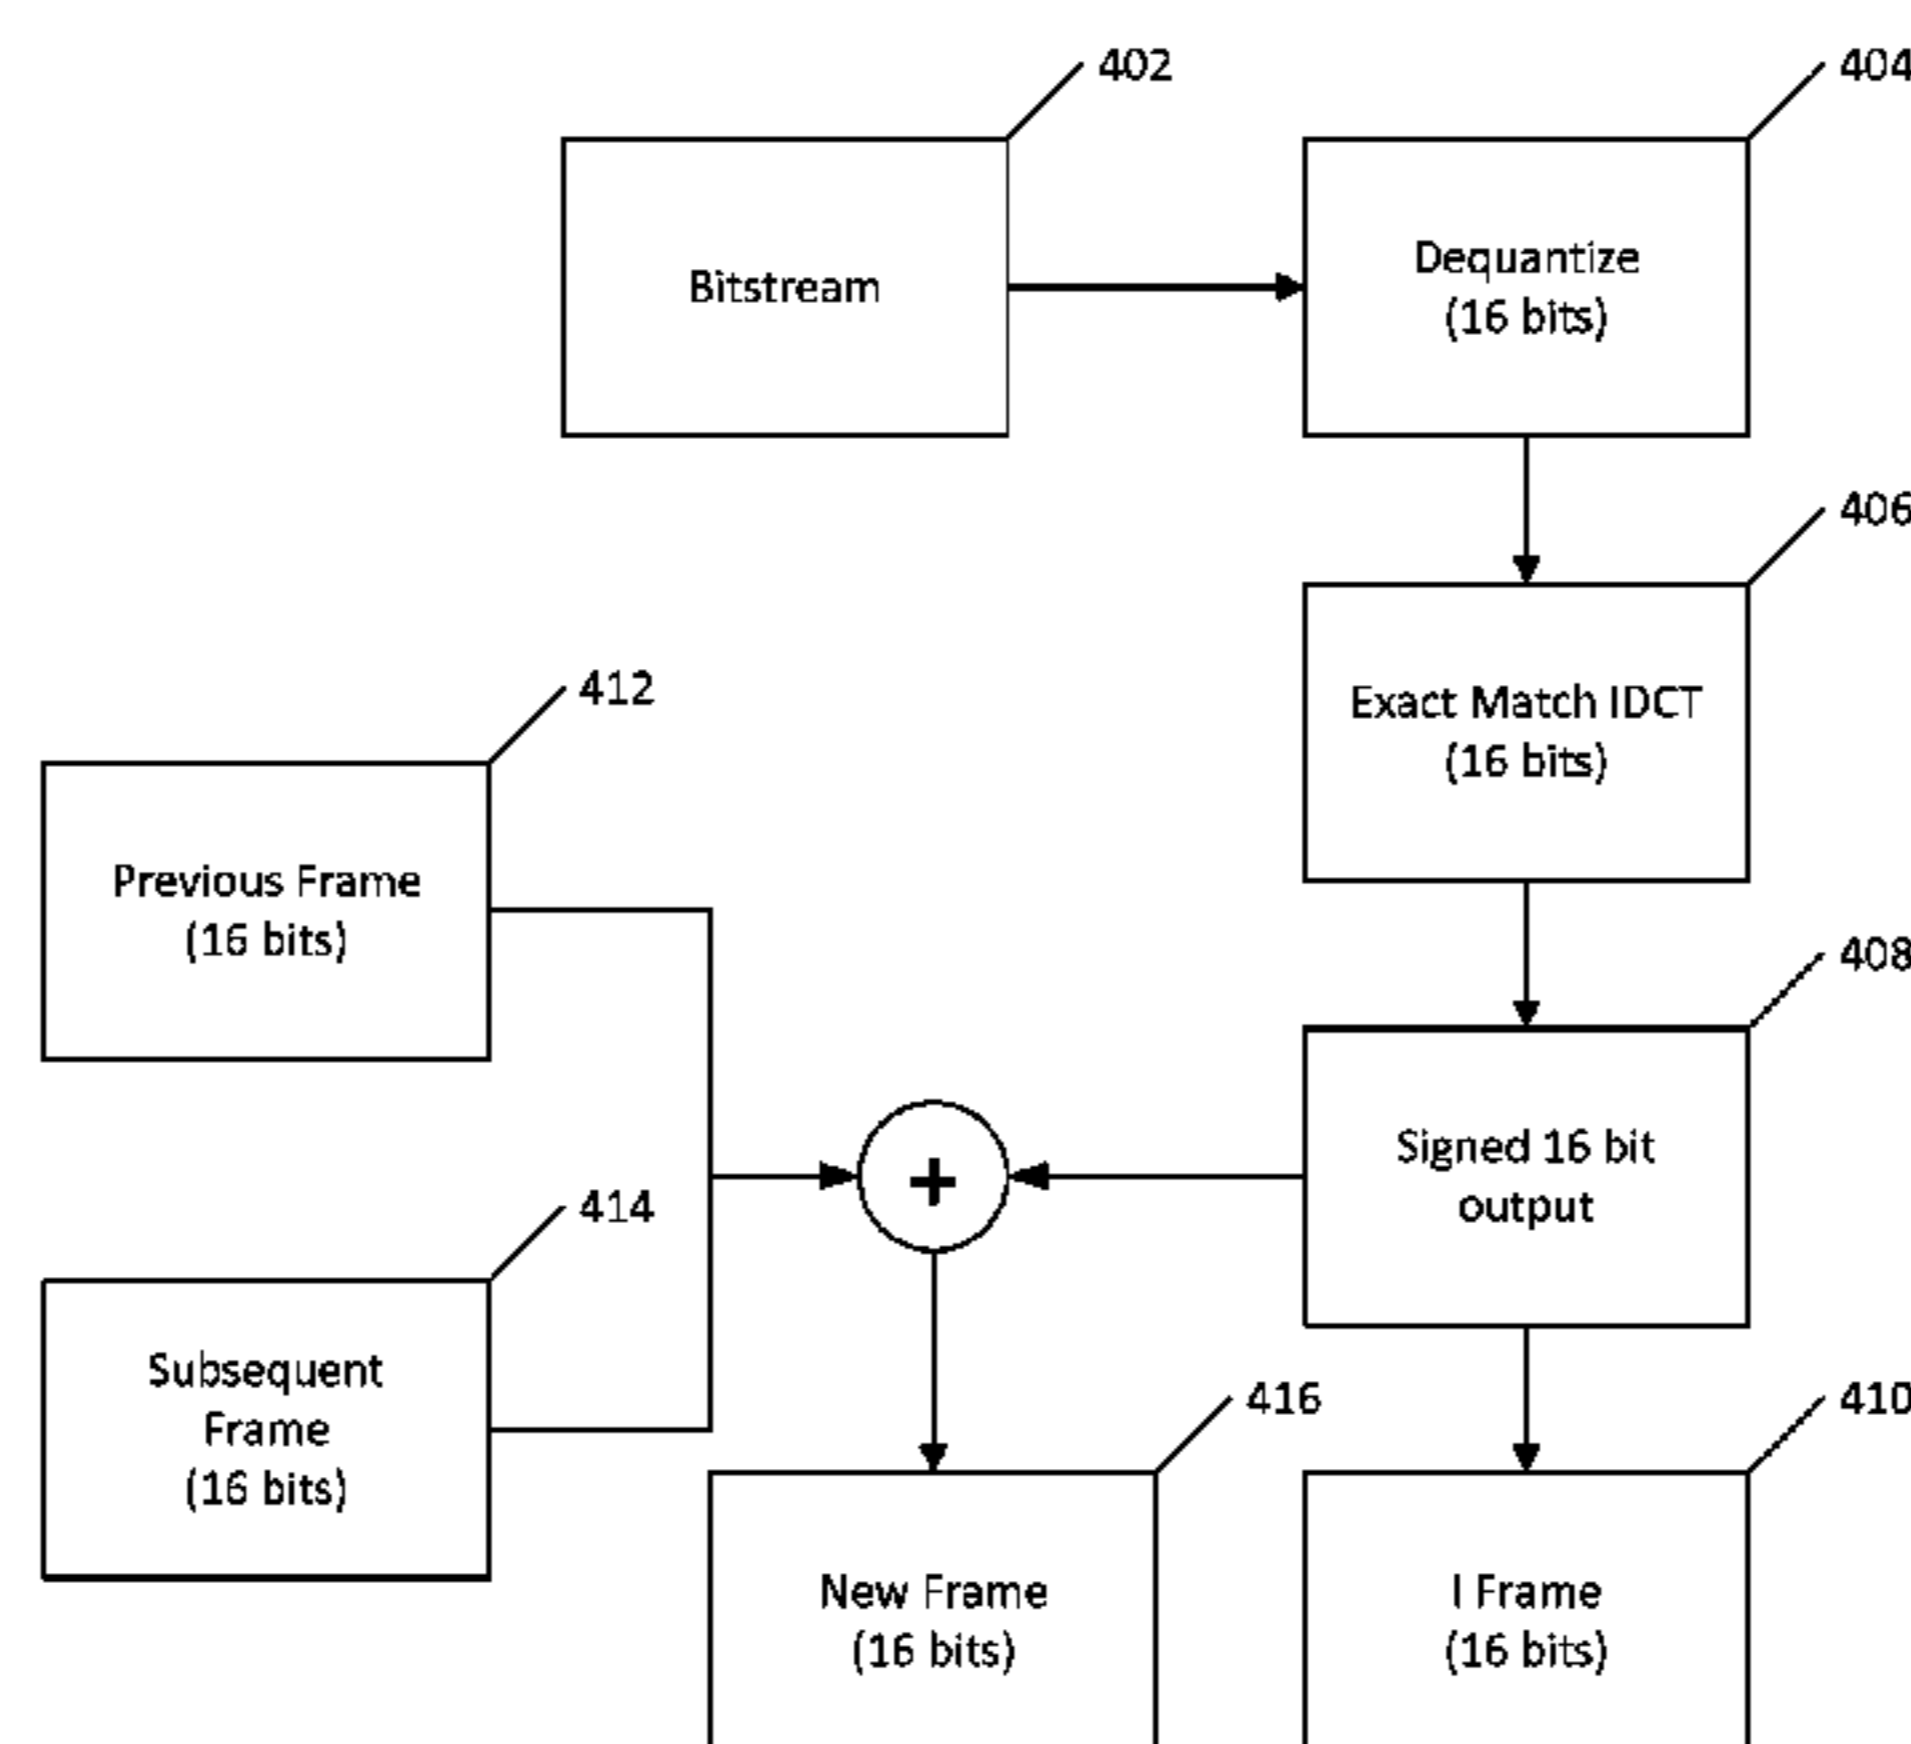 402
404
Bitstream
Dequantize
(16 bits)
406
Exact Match IDCT
(16 bits)
412
Previous Frame
(16 bits)
408
Signed 16 bit
output
+
414
Subsequent
Frame
(16 bits)
416
New Frame
(16 bits)
410
I Frame
(16 bits)